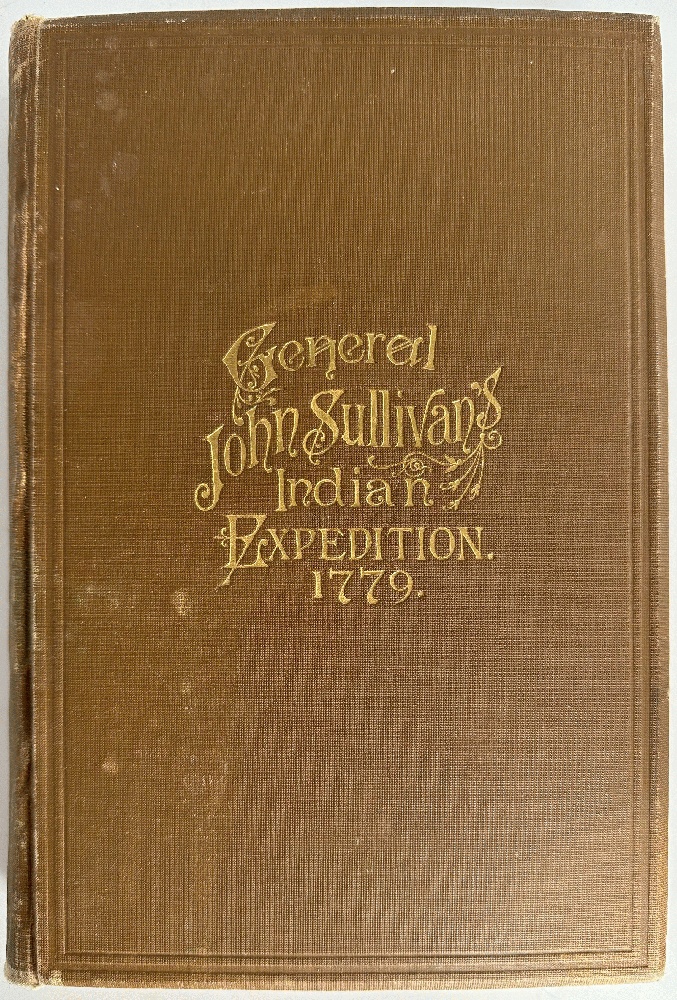 General
John Sullivan's
Indian
EXPEDITION.
1779.